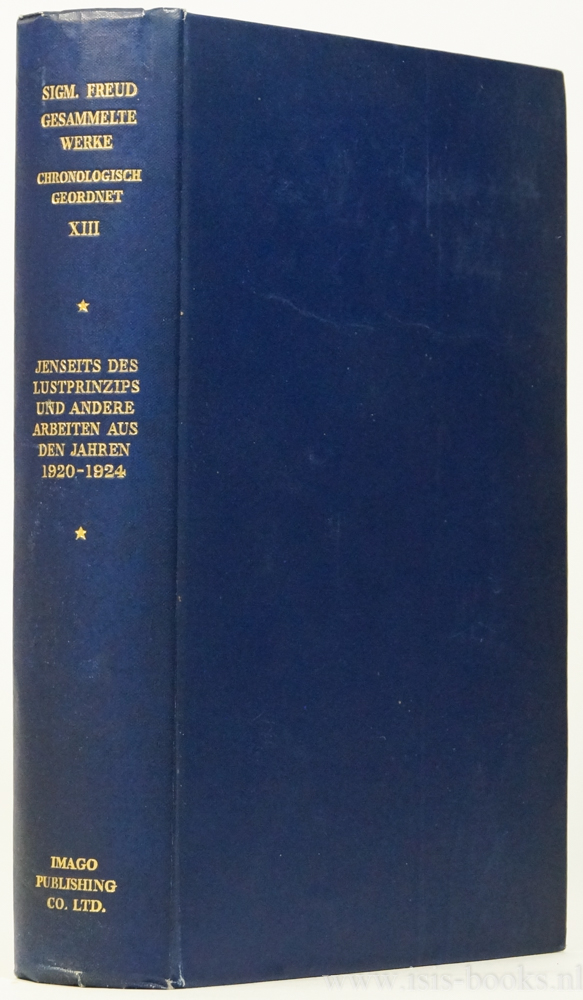 SIGM. FREUD
GESAMMELTE
WERKE
CHRONOLOGISCH
GEORDNET
XIII
JENSEITS DES
LUSTPRINZIPS
UND ANDERE
ARBEITEN AUS
DEN JAHREN
1920-1924
IMAGO
PUBLISHING
CO. LTD.
www.isis-books.nl